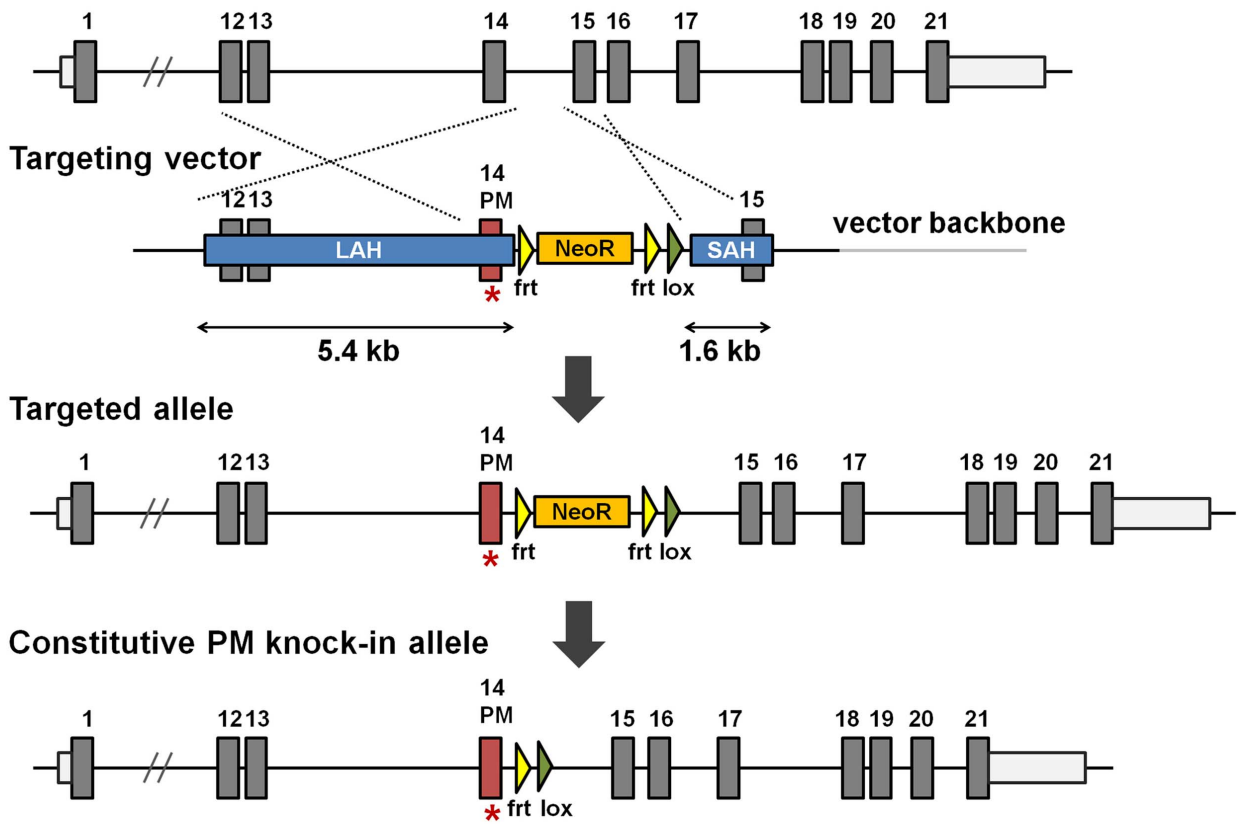 1 12 13 14 15 16 17 18 19 20 21
Targeting vector
12 13 14 15
PM
vector backbone
LAH NeoR SAH
* frt frt lox
5.4 kb 1.6 kb
Targeted allele
14
1 12 13 PM 15 16 17 18 19 20 21
NeoR
* frt frt lox
Constitutive PM knock-in allele
14
1 12 13 PM 15 16 17 18 19 20 21
* frt lox